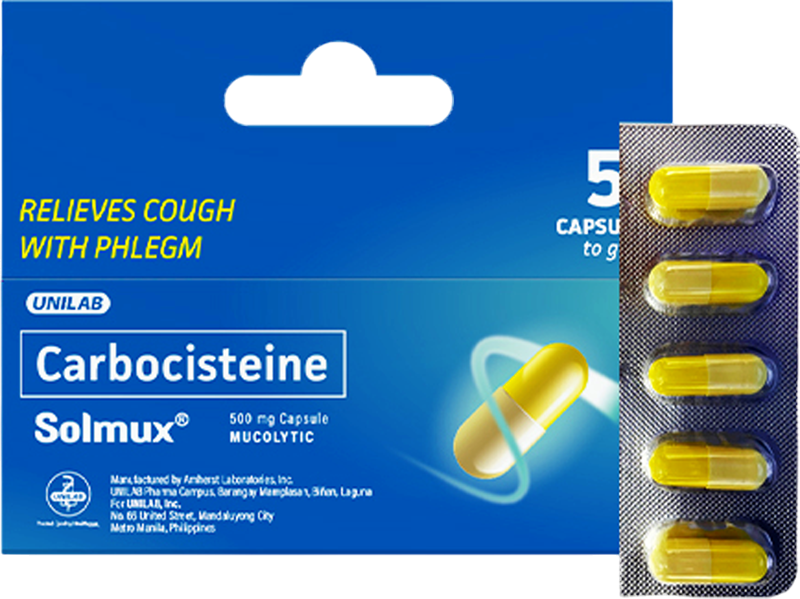 RELIEVES COUGH
WITH PHLEGM
5
to g
UNILAB
Carbocisteine
Solmux®
500 mg Capsule
MUCOLYTIC
UNILAB
Manufactured by Amherst Laboratories, Inc.
UNILAB Pharma Campus, Barangay Mamplasan, Biñan, Laguna
For UNILAB, Inc.
No. 66 United Street, Mandaluyong City
Metro Manila, Philippines